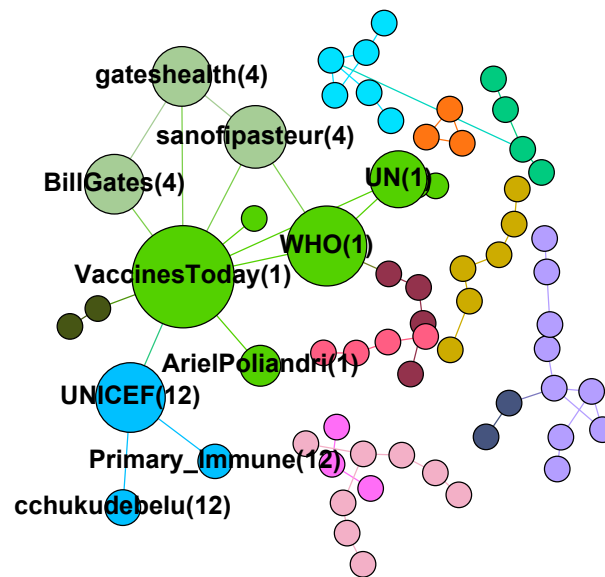 gateshealth(4)
sanofipasteur(4)
BillGates(4)
UN(1)
WHO(1)
VaccinesToday(1)
ArielPoliandri(1)
UNICEF(12)
Primary_Immune(12)
cchukudebelu(12)